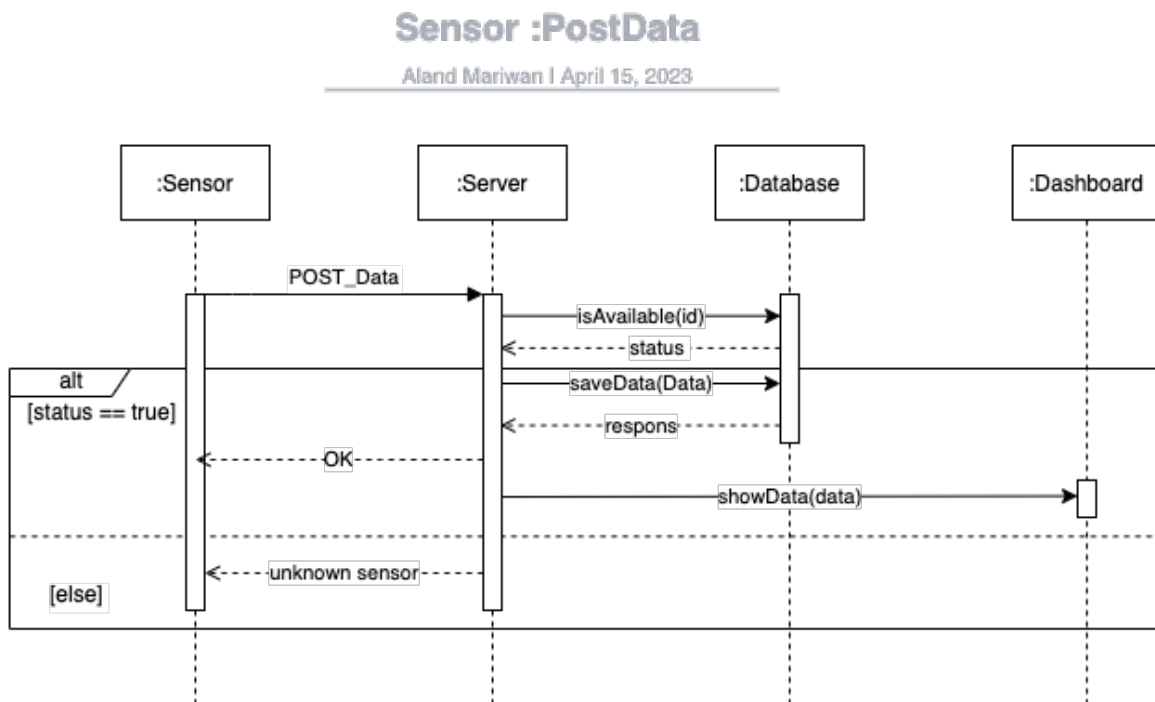 Sensor :PostData
Aland Mariwan | April 15, 2023
:Sensor
:Server
:Database
:Dashboard
POST_Data
isAvailable(id)
status
alt
saveData(Data)
[status == true]
respons
OK
showData(data)
unknown sensor
[else]